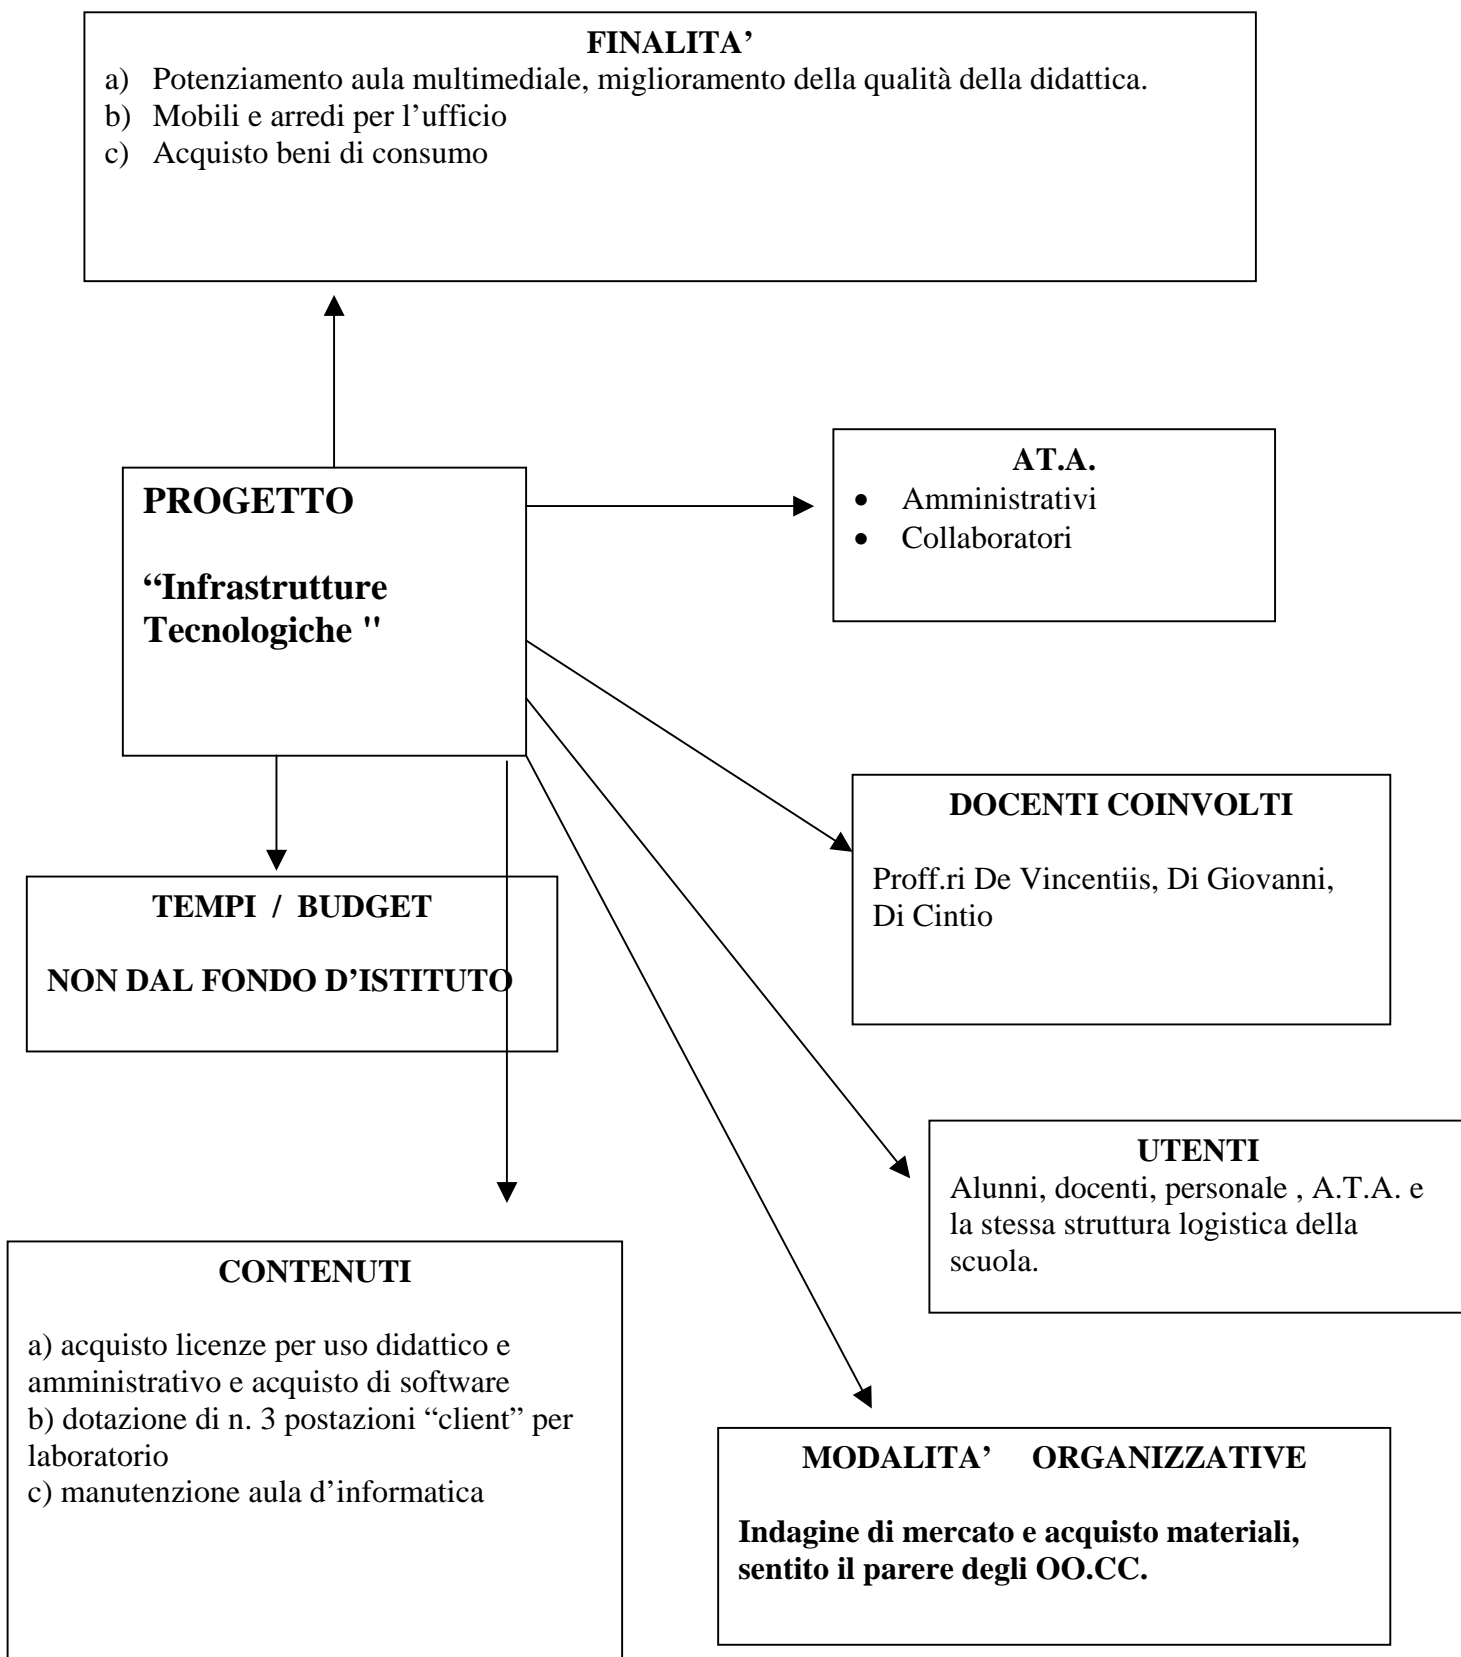 FINALITA’
a) Potenziamento aula multimediale, miglioramento della qualità della didattica.
b) Mobili e arredi per l’ufficio
c) Acquisto beni di consumo
AT.A.
• Amministrativi
• Collaboratori
PROGETTO
“Infrastrutture
Tecnologiche "
DOCENTI COINVOLTI
Proff.ri De Vincentiis, Di Giovanni,
Di Cintio
TEMPI / BUDGET
NON DAL FONDO D’ISTITUTO
UTENTI
Alunni, docenti, personale , A.T.A. e
la stessa struttura logistica della
scuola.
CONTENUTI
a) acquisto licenze per uso didattico e
amministrativo e acquisto di software
b) dotazione di n. 3 postazioni “client” per
laboratorio
c) manutenzione aula d’informatica
MODALITA’ ORGANIZZATIVE
Indagine di mercato e acquisto materiali,
sentito il parere degli OO.CC.